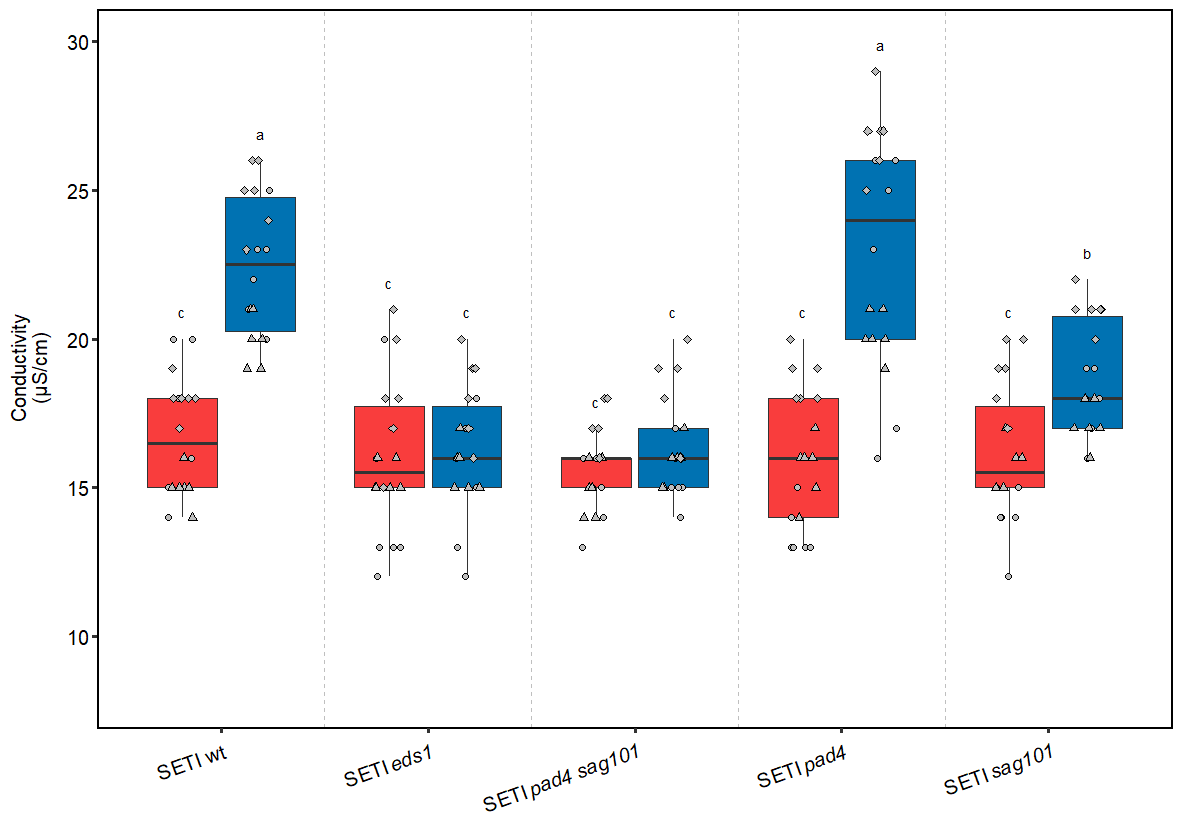 Conductivity
(µS/cm)
30
25
20
15
10
c
a
c
c
c
c
c
a
c
b
SETI wt
SETI eds1
SETI pad4 sag101
SETI pad4
SETI sag101